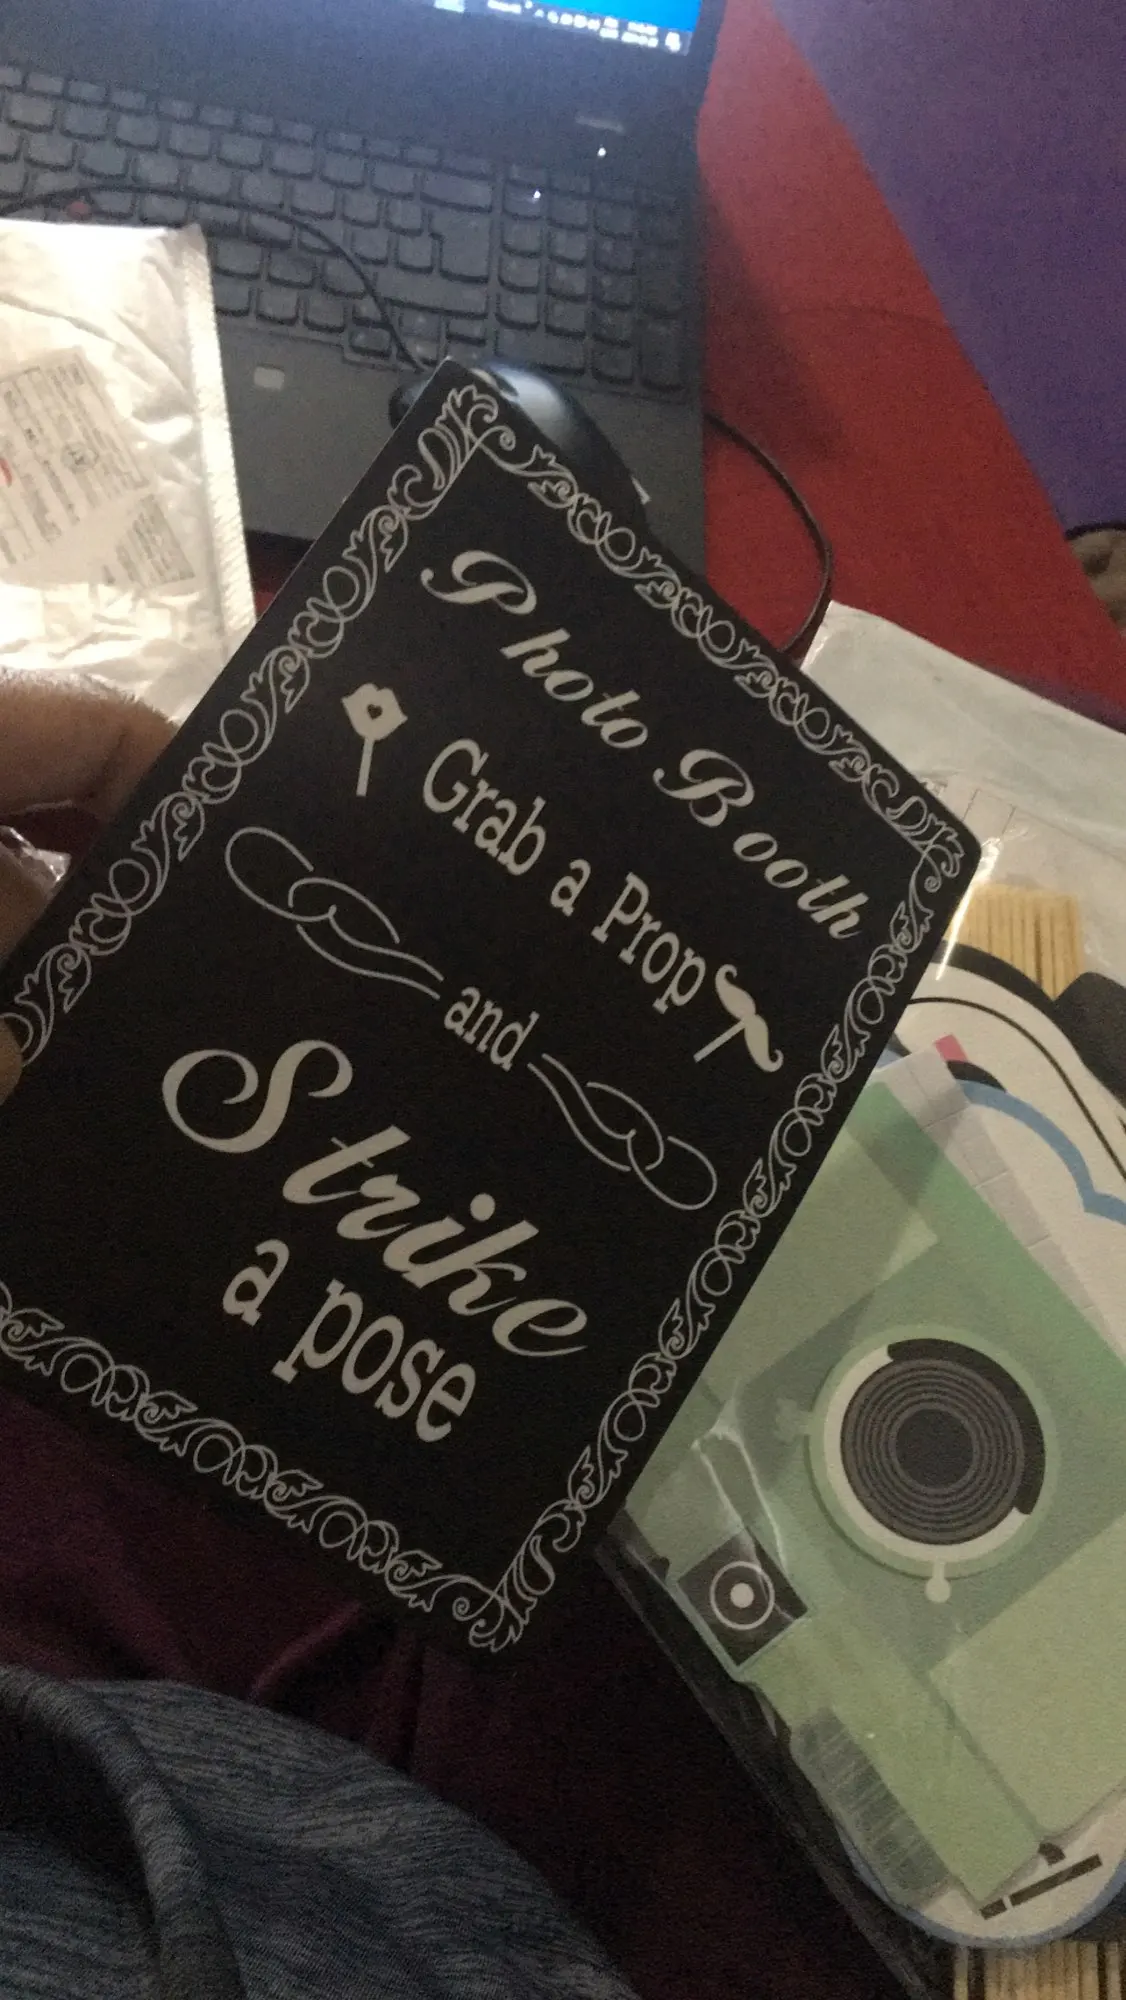 Photo Booth
Grab a Prop
and
Strike
a pose